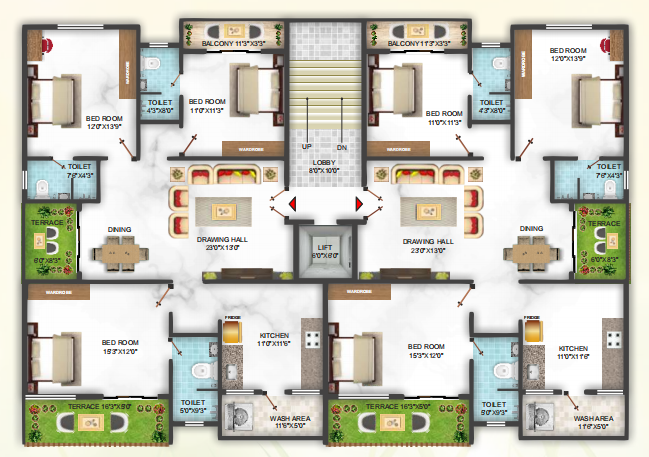 BALCONY 11'3"X3'3"
BALCONY 11'3"X3'3"
BED ROOM
12'0"X13'9"
WARDROBE
WARDROBE
TOILET
4'3"X8'0"
BED ROOM
11'0"X11'3"
BED ROOM
12'0"X13'9"
BED ROOM
11'0"X11'3"
TOILET
4'3"X8'0"
WARDROBE
WARDROBE
UP
DN
LOBBY
8'0"X10'0"
TOILET
7'6"X4'3"
TOILET
7'6"X4'3"
TERRACE
6'0"X8'3"
DINING
DRAWING HALL
23'0"X13'0"
LIFT
6'0"X6'0"
DRAWING HALL
23'0"X13'0"
DINING
TERRACE
6'0"X8'3"
WARDROBE
WARDROBE
FRIDGE
FRIDGE
BED ROOM
15'3"X12'0"
KITCHEN
11'0"X11'6"
BED ROOM
15'3"X12'0"
KITCHEN
11'0"X11'6"
TERRACE 16'3"X5'0"
TOILET
5'0"X9'3"
WASH AREA
11'6"X5'0"
TERRACE 16'3"X5'0"
TOILET
5'0"X9'3"
WASH AREA
11'6"X5'0"